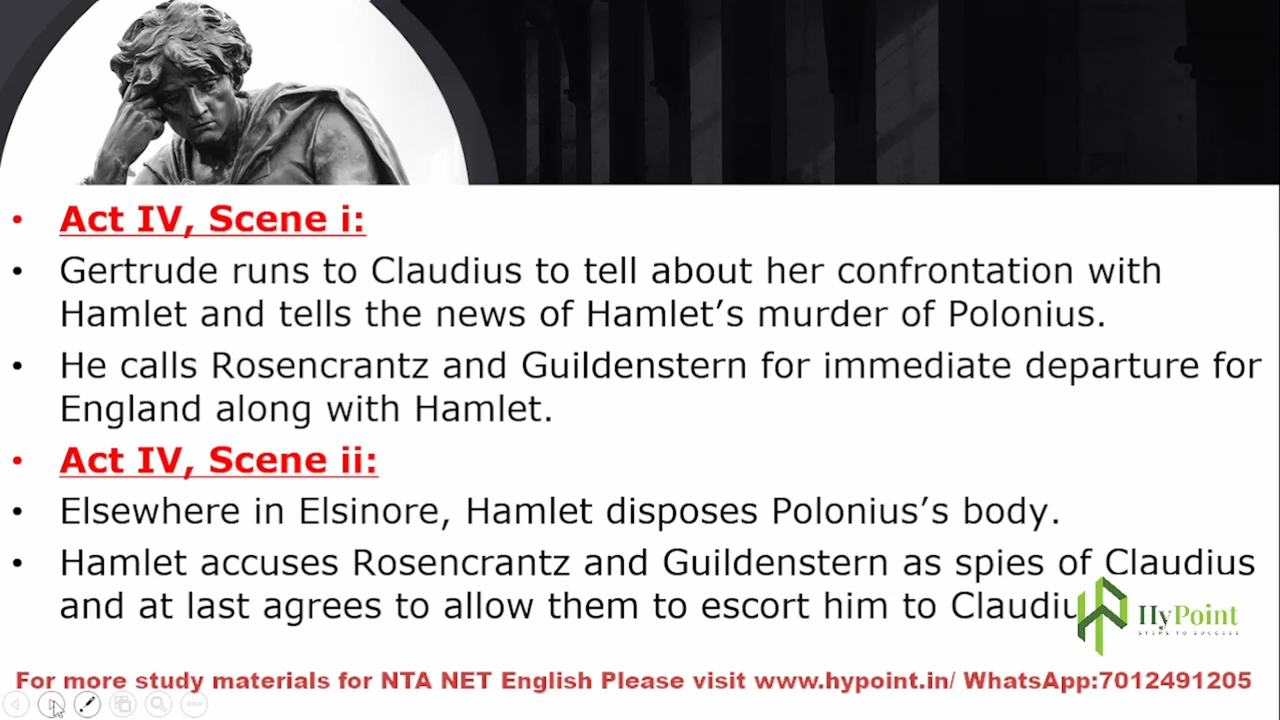 • Act IV, Scene i:
• Gertrude runs to Claudius to tell about her confrontation with
Hamlet and tells the news of Hamlet’s murder of Polonius.
• He calls Rosencrantz and Guildenstern for immediate departure for
England along with Hamlet.
• Act IV, Scene ii:
• Elsewhere in Elsinore, Hamlet disposes Polonius’s body.
• Hamlet accuses Rosencrantz and Guildenstern as spies of Claudius
and at last agrees to allow them to escort him to Claudiu
HyPoint
STEPS TO SUCCESS
For more study materials for NTA NET English Please visit www.hypoint.in/ WhatsApp:7012491205